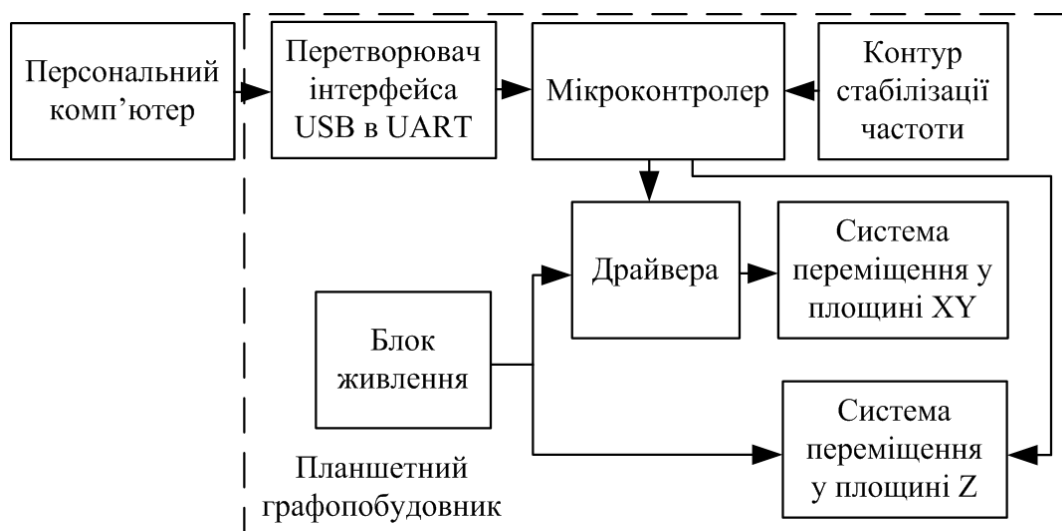 Персональний
комп’ютер
Перетворювач
інтерфейса
USB в UART
Мікроконтролер
Контур
стабілізації
частоти
Драйвера
Система
переміщення у
площині XY
Блок
живлення
Система
переміщення
у площині Z
Планшетний
графопобудовник